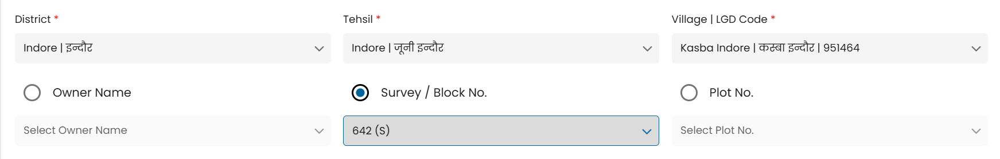 District * Tehsil * Village | LGD Code *
Indore | इन्दौर Indore | जूनी इन्दौर Kasba Indore | कस्बा इन्दौर | 951464
Owner Name Survey / Block No. Plot No.
Select Owner Name 642 (S) Select Plot No.